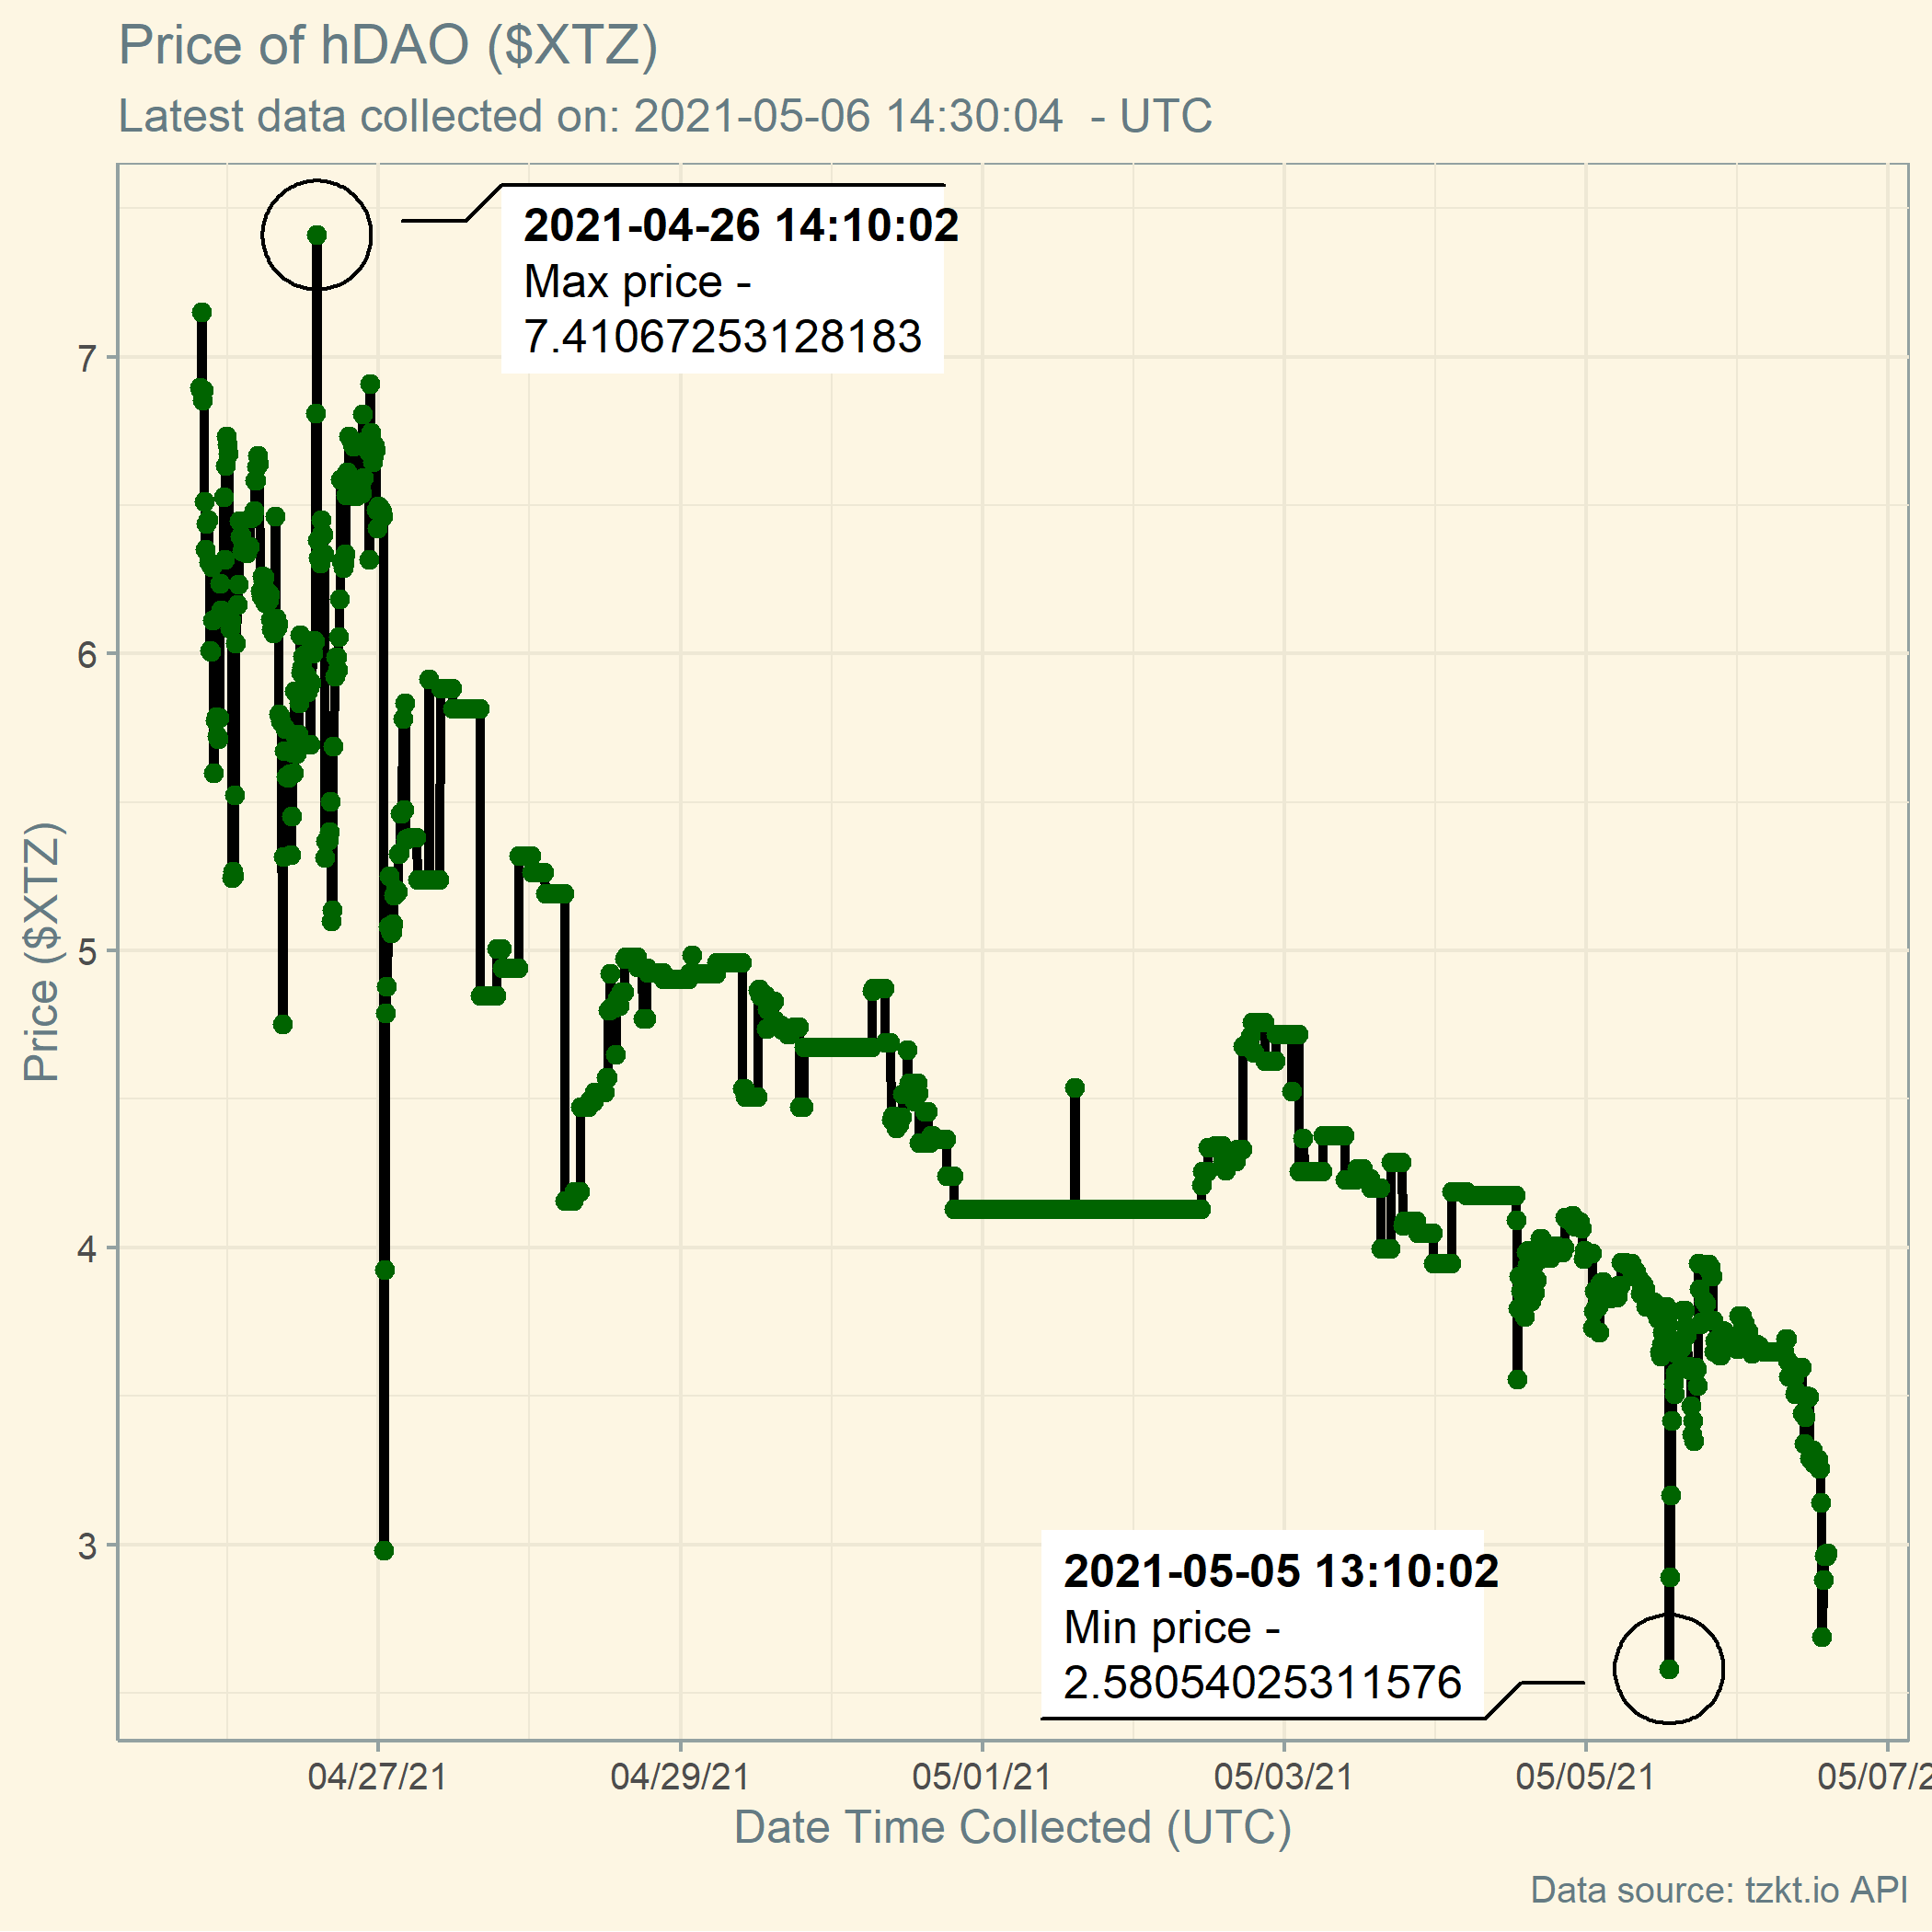 Price of hDAO ($XTZ)
Latest data collected on: 2021-05-06 14:30:04  - UTC
2021-04-26 14:10:02
Max price -
7.41067253128183
7
6
5
4
3
Price ($XTZ)
2021-05-05 13:10:02
Min price -
2.58054025311576
04/27/21 04/29/21 05/01/21 05/03/21 05/05/21 05/07/2
Date Time Collected (UTC)
Data source: tzkt.io API